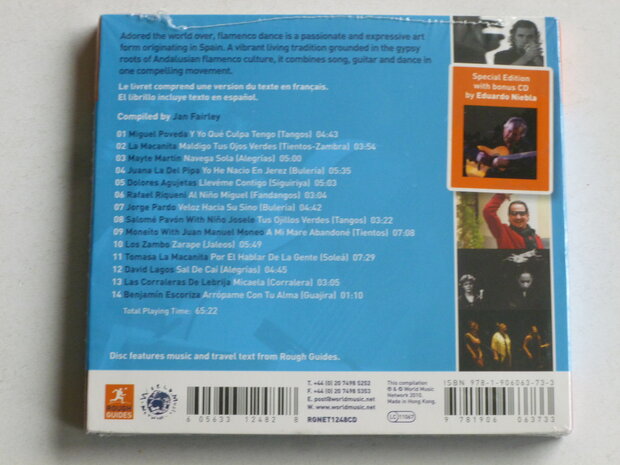 Adored the world over, flamenco dance is a passionate and expressive art
form originating in Spain. A vibrant living tradition grounded in the gypsy
roots of Andalusian flamenco culture, it combines song, guitar and dance in
one compelling movement.
Le livret comprend une version du texte en français.
El librillo incluye texto en español.
Compiled by Jan Fairley
01 Miguel Poveda Y Yo Qué Culpa Tengo (Tangos) 04:43
02 La Macanita Maldigo Tus Ojos Verdes (Tientos-Zambra) 03:54
03 Mayte Martín Navega Sola (Alegrías) 05:00
04 Juana La Del Pipa Yo He Nacio En Jerez (Bulería) 05:35
05 Dolores Agujetas Llevéme Contigo (Siguiriya) 05:03
06 Rafael Riqueni Al Niño Miguel (Fandangos) 03:04
07 Jorge Pardo Veloz Hacia Su Sino (Bulería) 04:42
08 Salomé Pavón With Niño Josele Tus Ojillos Verdes (Tangos) 03:22
09 Moneito With Juan Manuel Moneo A Mi Mare Abandoné (Tientos) 07:08
10 Los Zambo Zarape (Jaleos) 05:49
11 Tomasa La Macanita Por El Hablar De La Gente (Soleá) 07:29
12 David Lagos Sal De Cai (Alegrías) 04:45
13 Las Corraleras De Lebrija Micaela (Corralera) 03:05
14 Benjamin Escoriza Arrópame Con Tu Alma (Guajira) 01:10
Total Playing Time: 65:22
Special Edition
with bonus CD
by Eduardo Niebla
Disc features music and travel text from Rough Guides.
ROUGH
GUIDES
6 05633 12482 8
T. +44 (0) 20 7498 5252
F. +44 (0) 20 7498 5353
E. post@worldmusic.net
W. www.worldmusic.net
RGNET1248CD
This compilation
℗ & © World Music
Network 2010.
Made in Hong Kong.
LC 11067
ISBN 978-1-906063-73-3
9 781906 063733